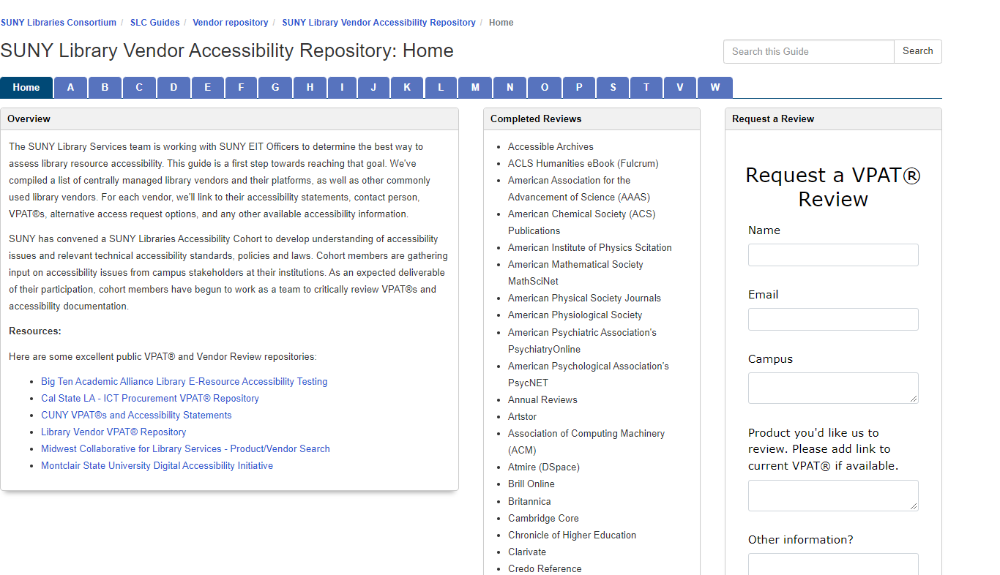 SUNY Libraries Consortium / SLC Guides / Vendor repository / SUNY Library Vendor Accessibility Repository / Home
SUNY Library Vendor Accessibility Repository: Home
Search this Guide
Search
Home A B C D E F G H I J K L M N O P S T V W
Overview
The SUNY Library Services team is working with SUNY EIT Officers to determine the best way to
assess library resource accessibility. This guide is a first step towards reaching that goal. We've
compiled a list of centrally managed library vendors and their platforms, as well as other commonly
used library vendors. For each vendor, we'll link to their accessibility statements, contact person,
VPAT®s, alternative access request options, and any other available accessibility information.
SUNY has convened a SUNY Libraries Accessibility Cohort to develop understanding of accessibility
issues and relevant technical accessibility standards, policies and laws. Cohort members are gathering
input on accessibility issues from campus stakeholders at their institutions. As an expected deliverable
of their participation, cohort members have begun to work as a team to critically review VPAT®s and
accessibility documentation.
Resources:
Here are some excellent public VPAT® and Vendor Review repositories:
• Big Ten Academic Alliance Library E-Resource Accessibility Testing
• Cal State LA - ICT Procurement VPAT® Repository
• CUNY VPAT®s and Accessibility Statements
• Library Vendor VPAT® Repository
• Midwest Collaborative for Library Services - Product/Vendor Search
• Montclair State University Digital Accessibility Initiative
Completed Reviews
• Accessible Archives
• ACLS Humanities eBook (Fulcrum)
• American Association for the
Advancement of Science (AAAS)
• American Chemical Society (ACS)
Publications
• American Institute of Physics Scitation
• American Mathematical Society
MathSciNet
• American Physical Society Journals
• American Physiological Society
• American Psychiatric Association's
PsychiatryOnline
• American Psychological Association's
PsycNET
• Annual Reviews
• Artstor
• Association of Computing Machinery
(ACM)
• Atmire (DSpace)
• Brill Online
• Britannica
• Cambridge Core
• Chronicle of Higher Education
• Clarivate
• Credo Reference
Request a Review
Request a VPAT®
Review
Name
Email
Campus
Product you'd like us to
review. Please add link to
current VPAT® if available.
Other information?